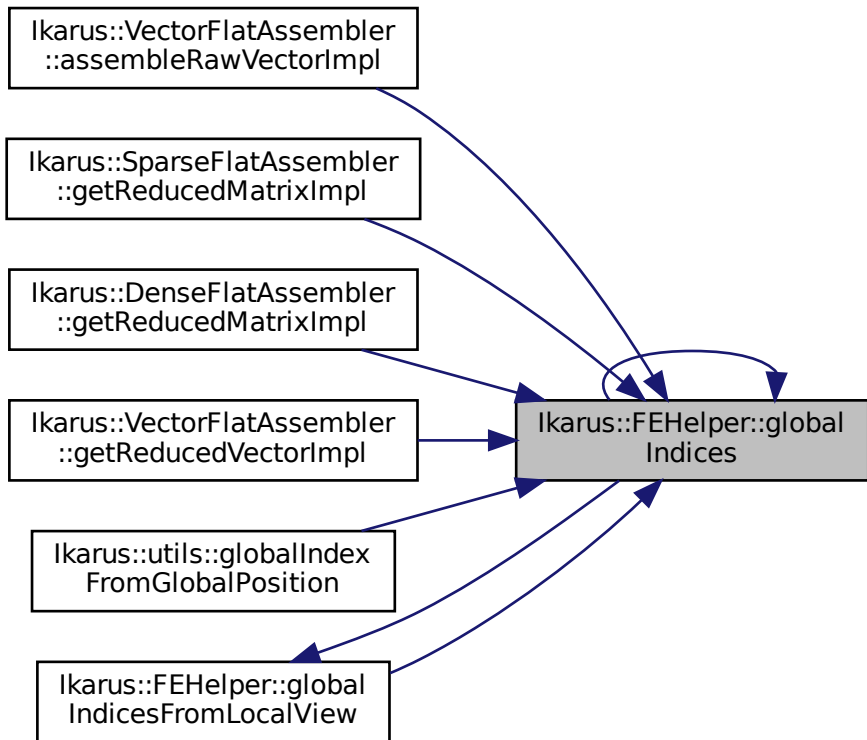 Ikarus::VectorFlatAssembler
::assembleRawVectorImpl
Ikarus::SparseFlatAssembler
::getReducedMatrixImpl
Ikarus::DenseFlatAssembler
::getReducedMatrixImpl
Ikarus::VectorFlatAssembler
::getReducedVectorImpl
Ikarus::utils::globalIndex
FromGlobalPosition
Ikarus::FEHelper::global
IndicesFromLocalView
Ikarus::FEHelper::global
Indices